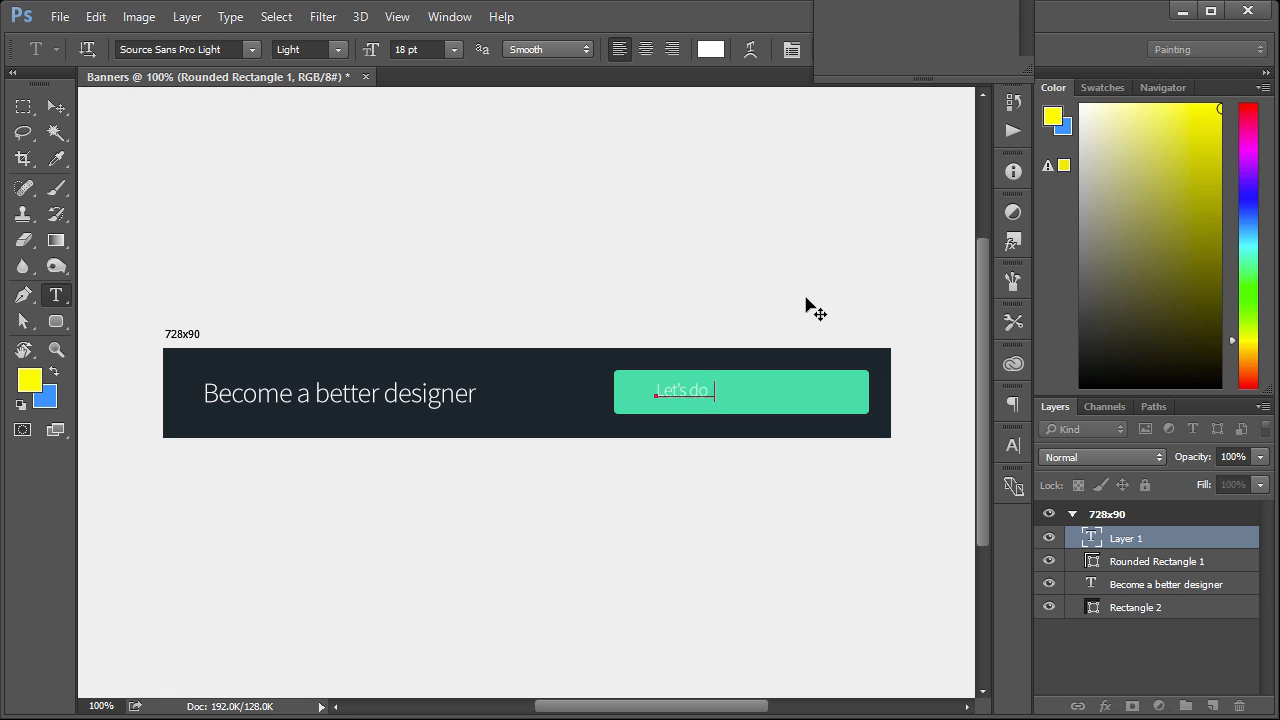 Ps File Edit Image Layer Type Select Filter 3D View Window Help
T Source Sans Pro Light Light 18 pt aa Smooth Painting
Banners @ 100% (Rounded Rectangle 1, RGB/8#) * ×
Color Swatches Navigator
728x90
Become a better designer Let's do
Layers Channels Paths
Kind
Normal Opacity: 100%
Lock: Fill: 100%
728x90
Layer 1
Rounded Rectangle 1
Become a better designer
Rectangle 2
100% Doc: 192.0K/128.0K